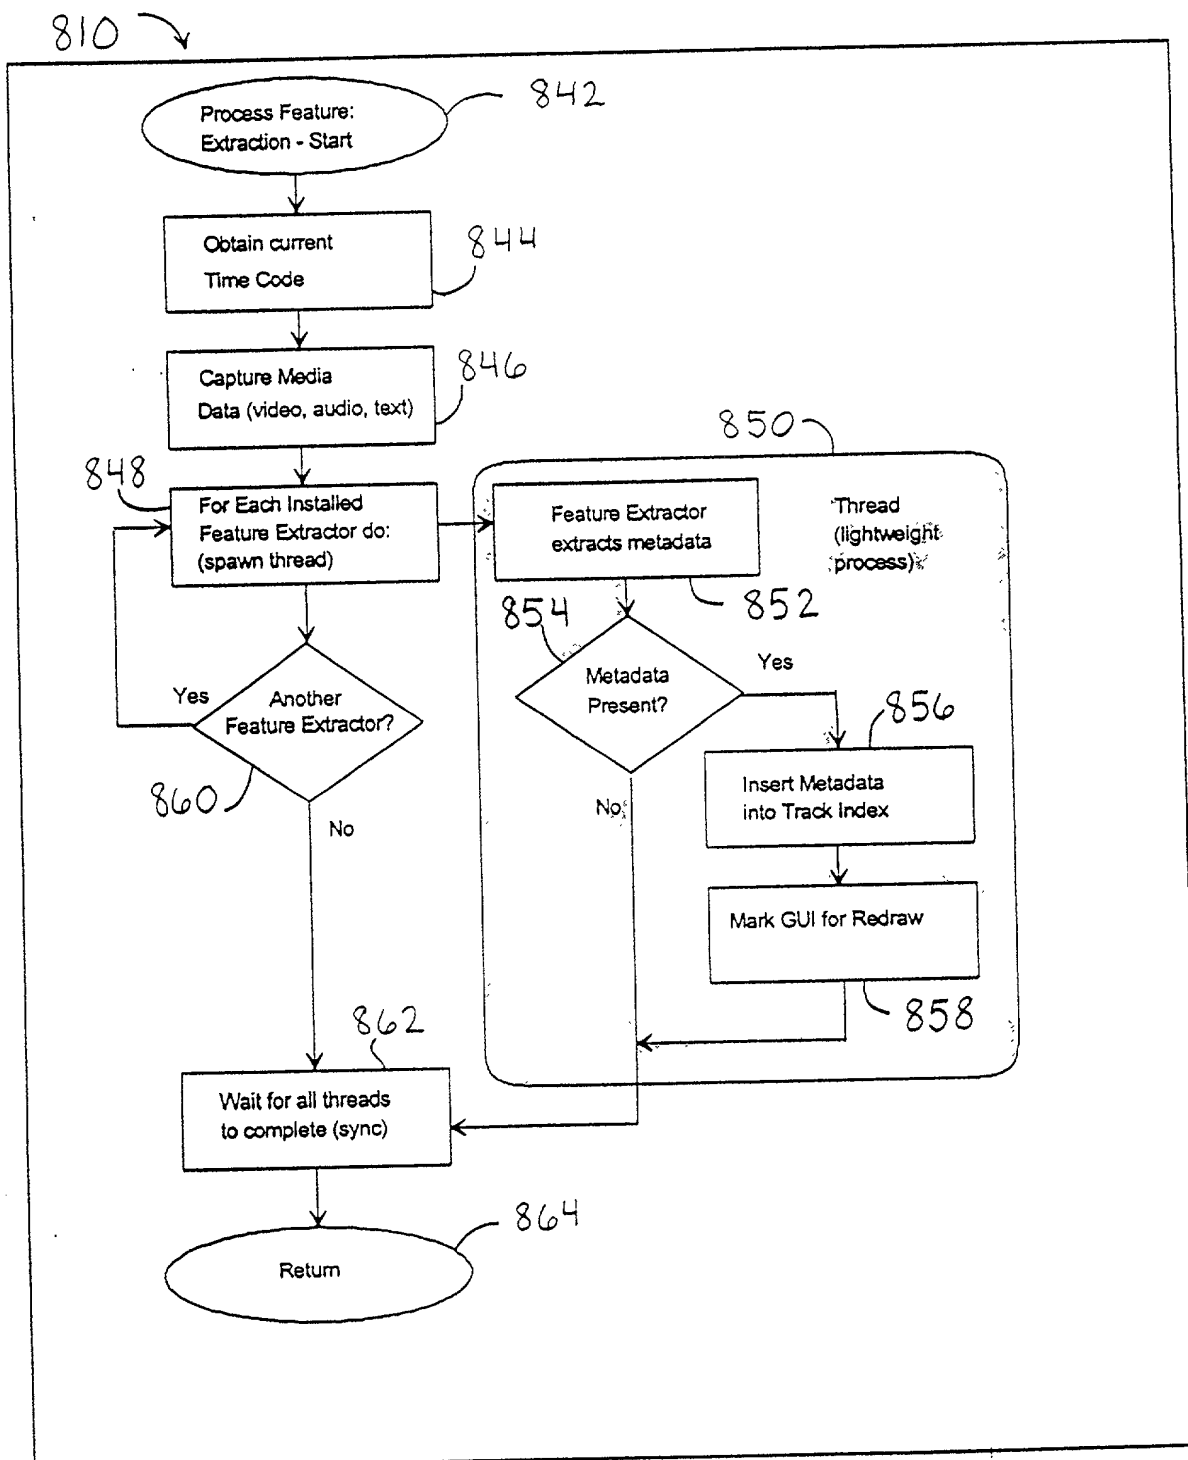 810
Process Feature:
Extraction - Start
842
Obtain current
Time Code
844
Capture Media
Data (video, audio, text)
846
848
For Each Installed
Feature Extractor do:
(spawn thread)
850
Feature Extractor
extracts metadata
Thread
(lightweight
process)
852
854
Metadata
Present?
Yes
No
856
Insert Metadata
into Track Index
Mark GUI for Redraw
858
Yes
Another
Feature Extractor?
860
No
862
Wait for all threads
to complete (sync)
864
Return